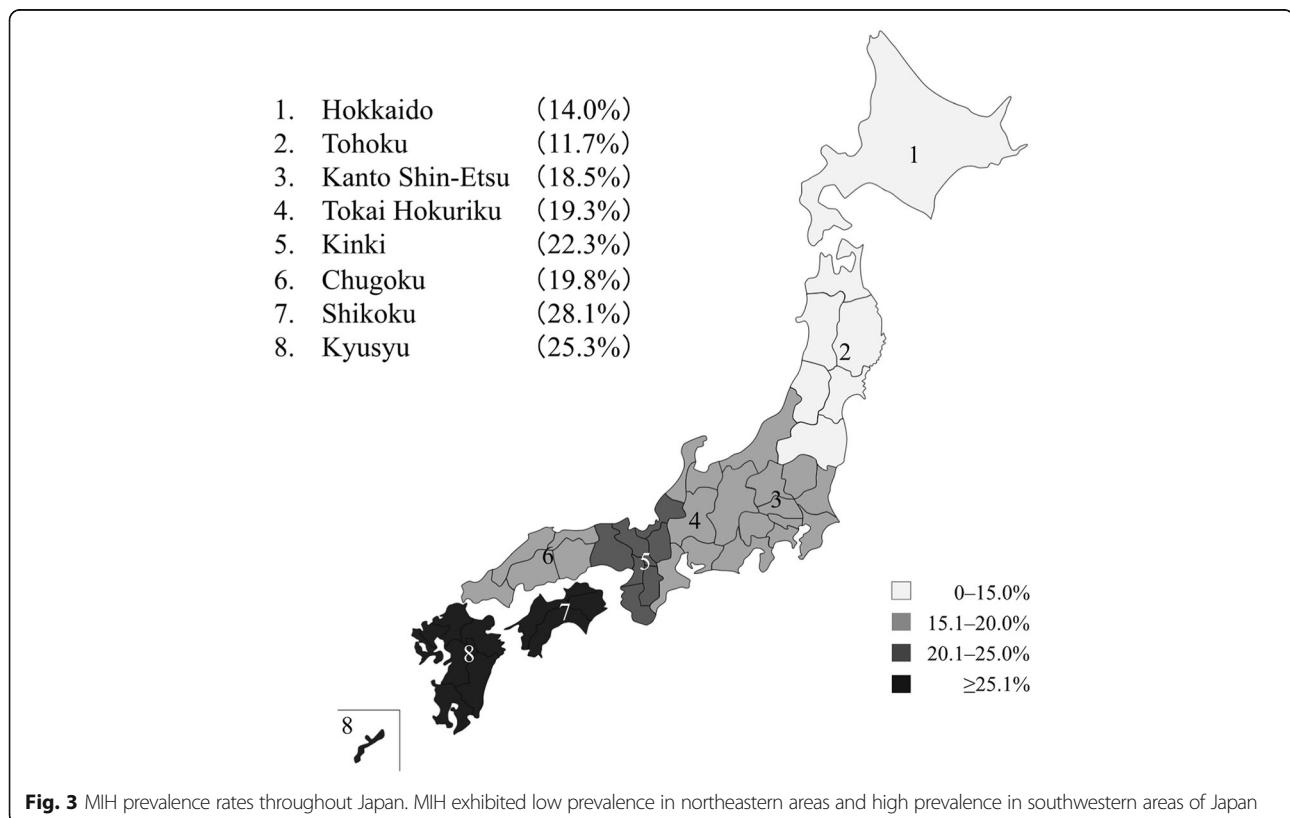 1. Hokkaido (14.0%)
2. Tohoku (11.7%)
3. Kanto Shin-Etsu (18.5%)
4. Tokai Hokuriku (19.3%)
5. Kinki (22.3%)
6. Chugoku (19.8%)
7. Shikoku (28.1%)
8. Kyusyu (25.3%)
1
2
3
4
5
6
7
8
8
0–15.0%
15.1–20.0%
20.1–25.0%
≥25.1%
Fig. 3 MIH prevalence rates throughout Japan. MIH exhibited low prevalence in northeastern areas and high prevalence in southwestern areas of Japan